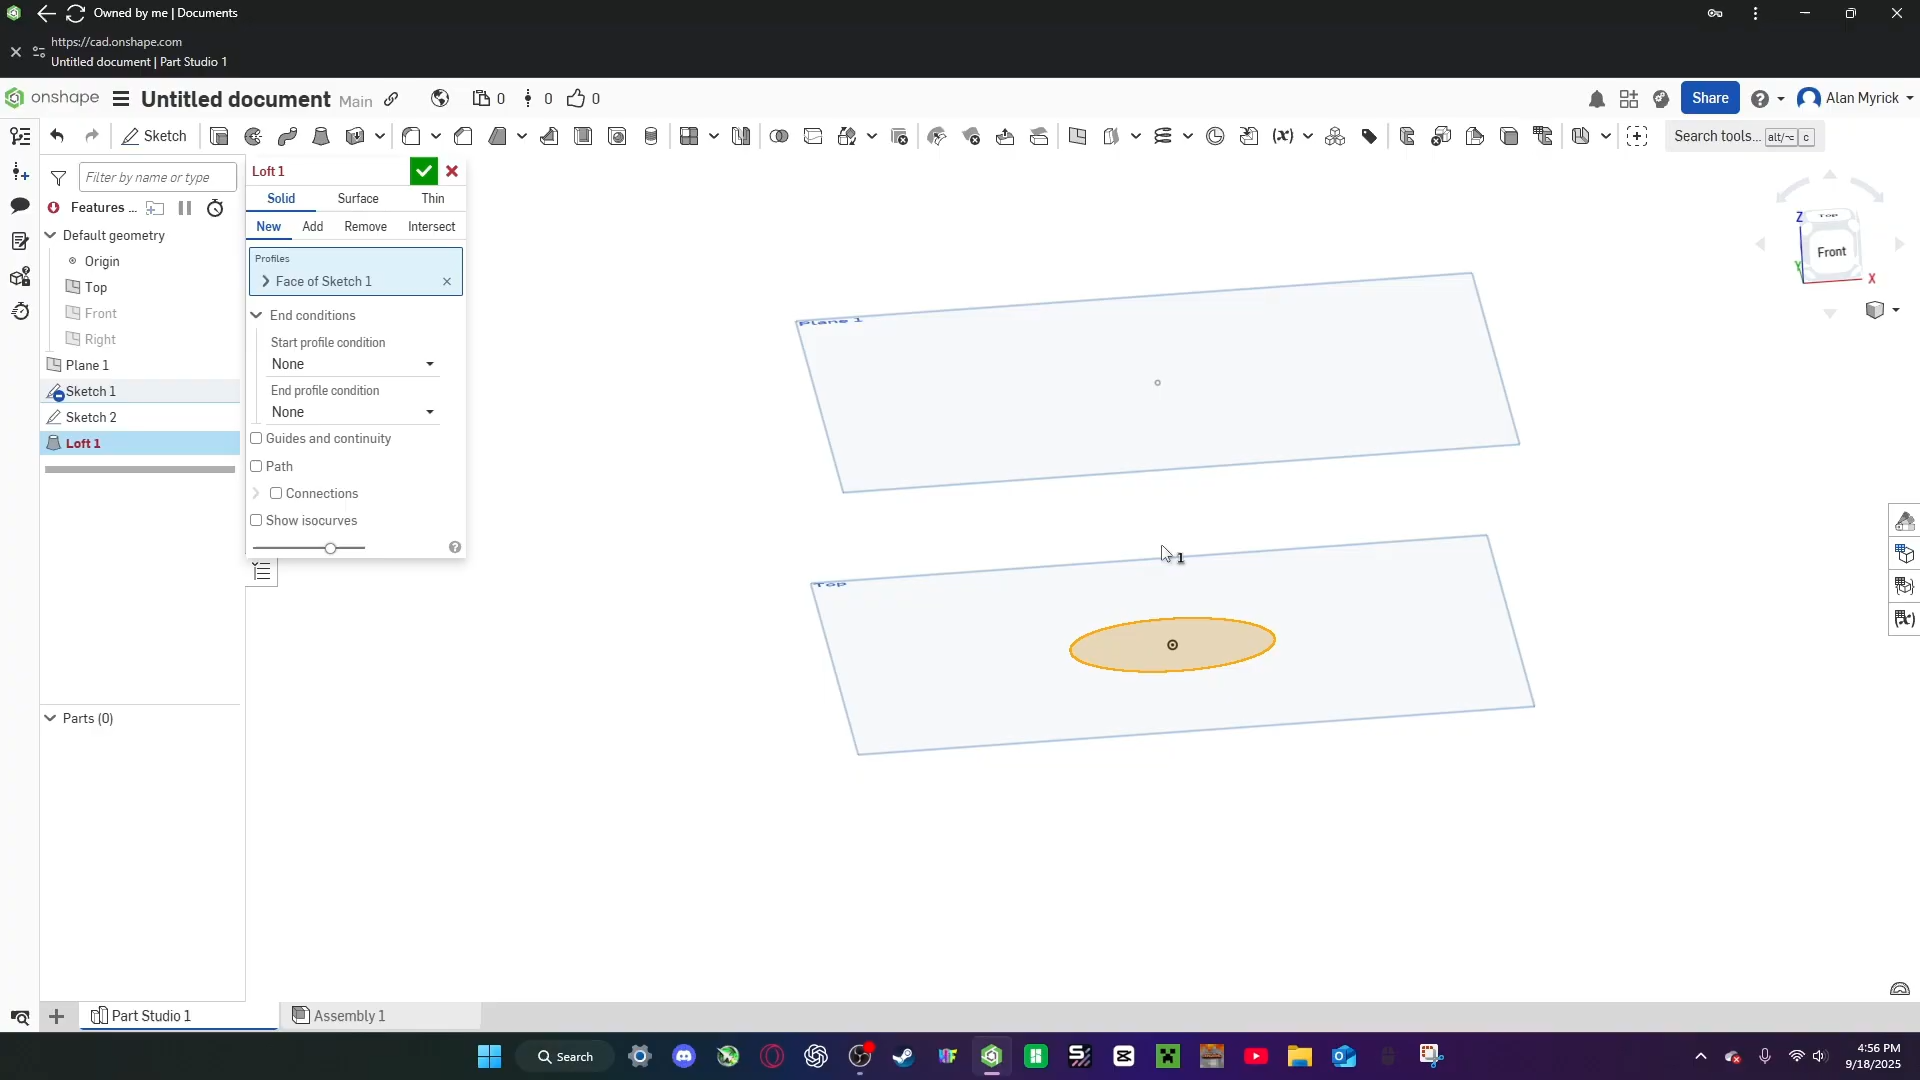 Owned by me | Documents
https://cad.onshape.com
Untitled document | Part Studio 1
onshape
Untitled document Main
0
0
0
Share
Alan Myrick
Sketch
Search tools... alt/⌥ c
Filter by name or type
Features ...
Default geometry
Origin
Top
Front
Right
Plane 1
Sketch 1
Sketch 2
Loft 1
Parts (0)
Loft 1
Solid Surface Thin
New Add Remove Intersect
Profiles
Face of Sketch 1
End conditions
Start profile condition
None
End profile condition
None
Guides and continuity
Path
Connections
Show isocurves
Plane 1
Top
1
Z
Top
Front
Y
X
Part Studio 1
Assembly 1
Search
4:56 PM
9/18/2025